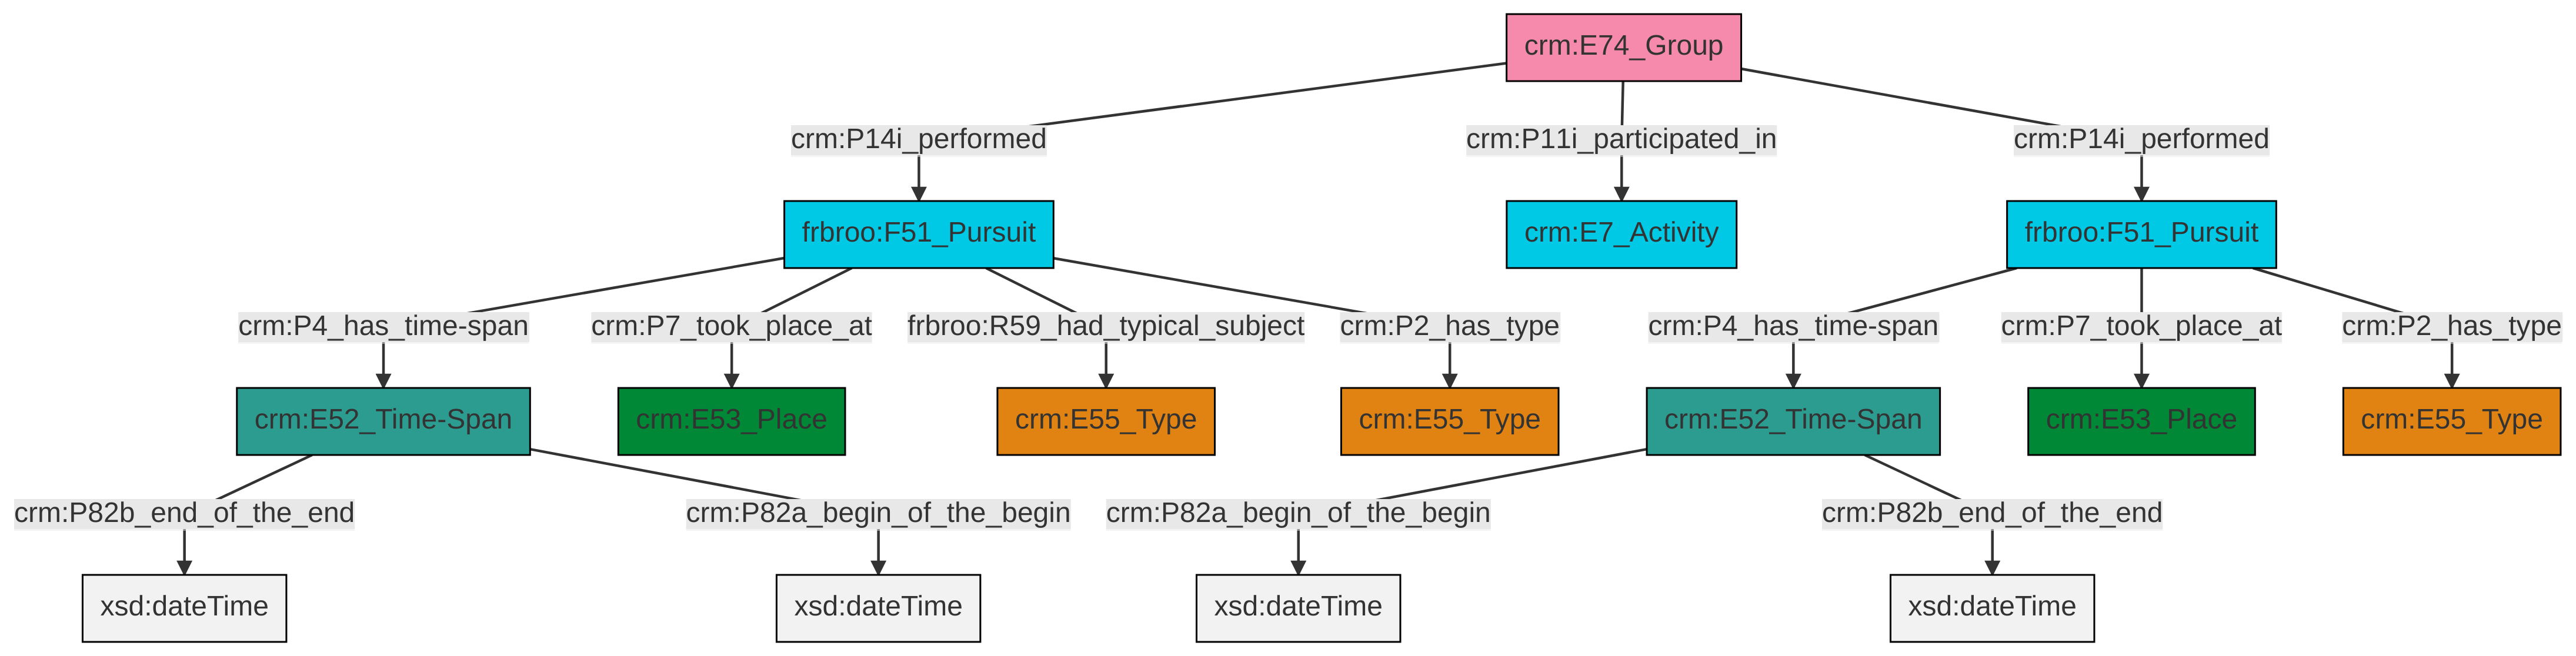 crm:E74_Group
crm:P14i_performed
crm:P11i_participated_in
crm:P14i_performed
frbroo:F51_Pursuit
crm:E7_Activity
frbroo:F51_Pursuit
crm:P4_has_time-span
crm:P7_took_place_at
frbroo:R59_had_typical_subject
crm:P2_has_type
crm:P4_has_time-span
crm:P7_took_place_at
crm:P2_has_type
crm:E52_Time-Span
crm:E53_Place
crm:E55_Type
crm:E55_Type
crm:E52_Time-Span
crm:E53_Place
crm:E55_Type
crm:P82b_end_of_the_end
crm:P82a_begin_of_the_begin
crm:P82a_begin_of_the_begin
crm:P82b_end_of_the_end
xsd:dateTime
xsd:dateTime
xsd:dateTime
xsd:dateTime